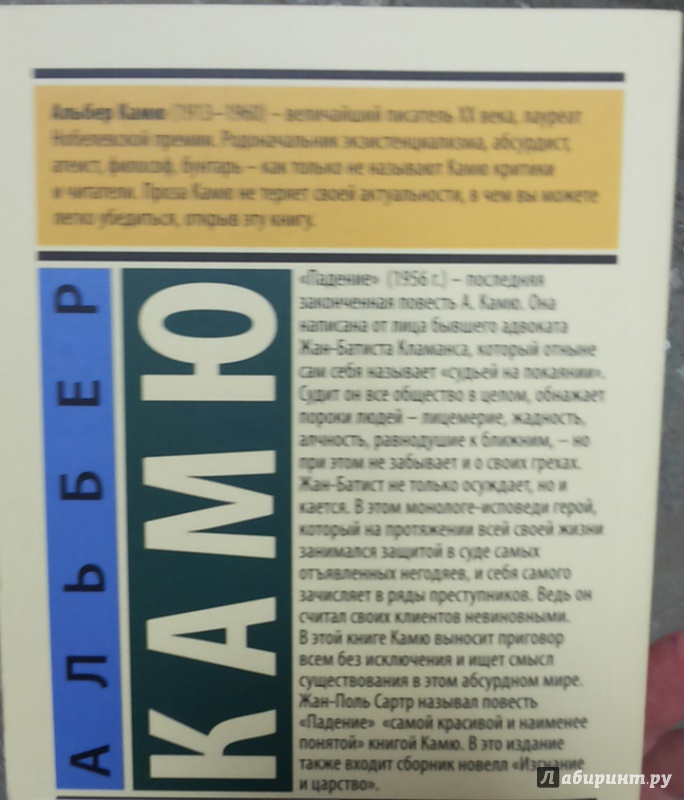 Альбер Камю (1913–1960) – величайший писатель XX века, лауреат
Нобелевской премии. Родоначальник экзистенциализма, абсурдист,
атеист, философ, бунтарь – как только не называют Камю критики
и читатели. Проза Камю не теряет своей актуальности, в чем вы можете
легко убедиться, открыв эту книгу.
АЛЬБЕР
КАМЮ
«Падение» (1956 г.) – последняя
законченная повесть А. Камю. Она
написана от лица бывшего адвоката
Жан-Батиста Кламанса, который отныне
сам себя называет «судьей на покаянии».
Судит он все общество в целом, обнажает
пороки людей – лицемерие, жадность,
алчность, равнодушие к ближним, – но
при этом не забывает и о своих грехах.
Жан-Батист не только осуждает, но и
кается. В этом монологе-исповеди герой,
который на протяжении всей своей жизни
занимался защитой в суде самых
отъявленных негодяев, и себя самого
зачисляет в ряды преступников. Ведь он
считал своих клиентов невиновными.
В этой книге Камю выносит приговор
всем без исключения и ищет смысл
существования в этом абсурдном мире.
Жан-Поль Сартр называл повесть
«Падение» «самой красивой и наименее
понятой» книгой Камю. В это издание
также входит сборник новелл «Изгнание
и царство».
Лабиринт.ру